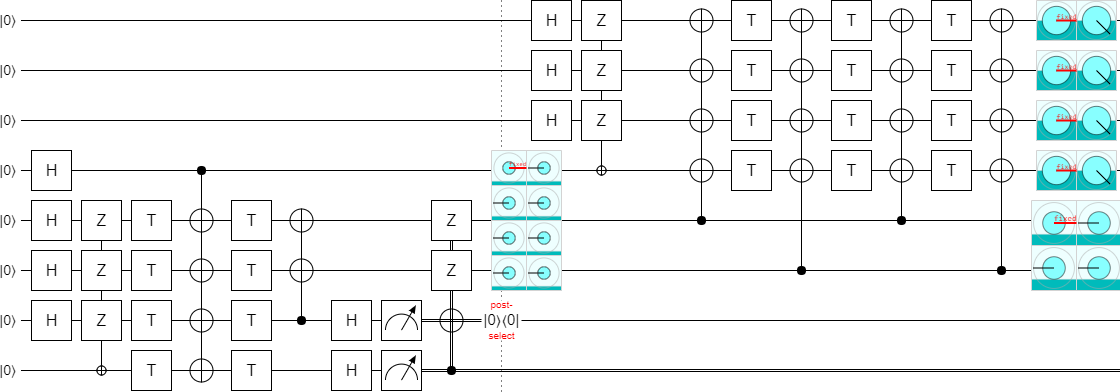 |0⟩ H Z T T T fixed
|0⟩ H Z T T T fixed
|0⟩ H Z T T T fixed
|0⟩ H fixed T T T fixed
|0⟩ H Z T T Z fixed
|0⟩ H Z T T Z
post-
|0⟩ H Z T T H |0⟩⟨0|
select
|0⟩ T T H